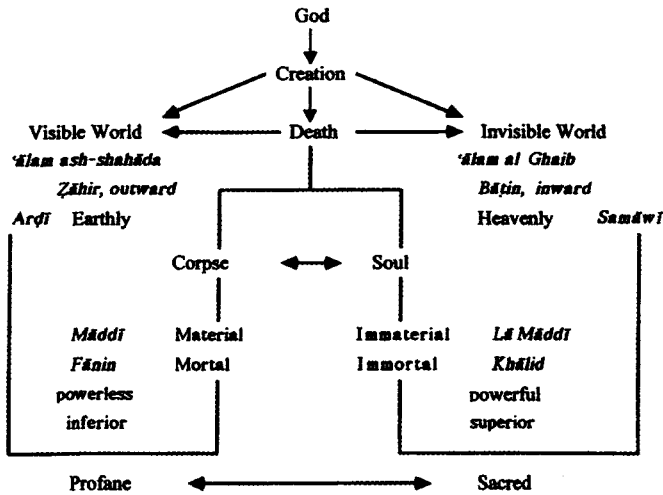 God
Creation
Visible World Death Invisible World
'ālam ash-shahāda 'ālam al Ghaib
Ẓāhir, outward Bāṭin, inward
Arḍī Earthly Heavenly Samāwī
Corpse Soul
Māddī Material Immaterial Lā Māddī
Fānin Mortal Immortal Khālid
powerless powerful
inferior superior
Profane Sacred